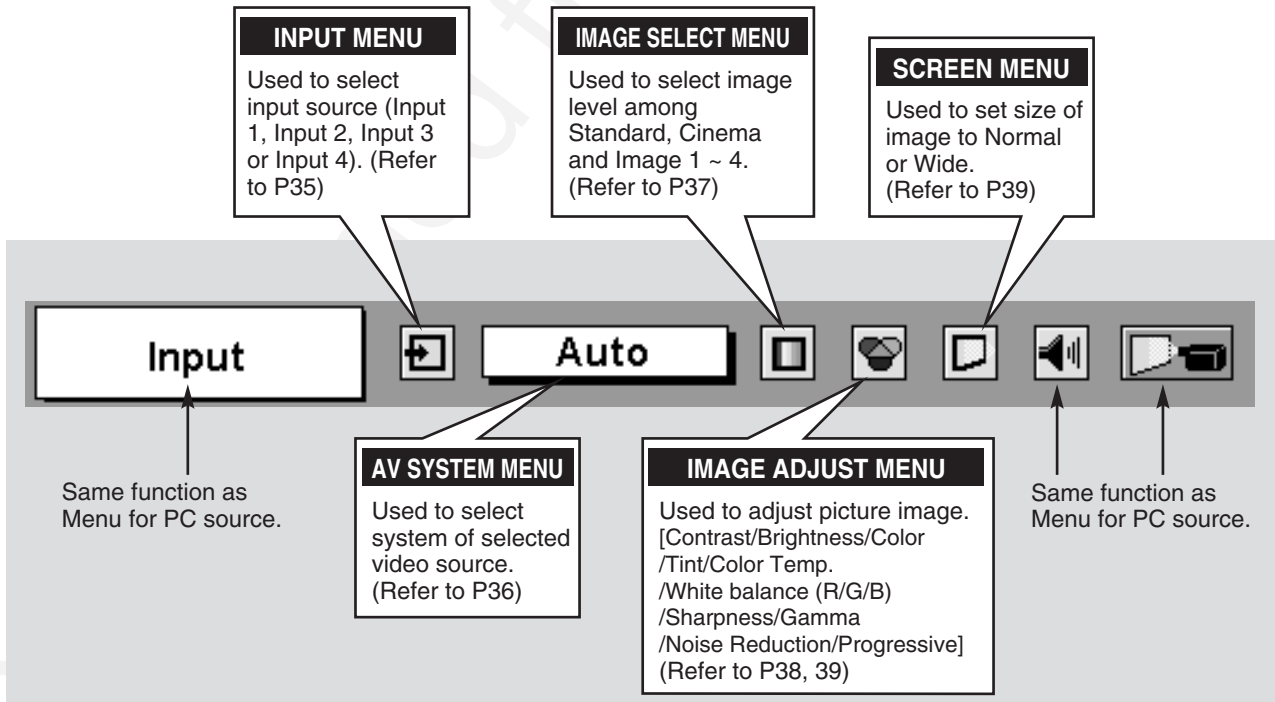 INPUT MENU
Used to select
input source (Input
1, Input 2, Input 3
or Input 4). (Refer
to P35)
IMAGE SELECT MENU
Used to select image
level among
Standard, Cinema
and Image 1 ~ 4.
(Refer to P37)
SCREEN MENU
Used to set size of
image to Normal
or Wide.
(Refer to P39)
Input
Auto
Same function as
Menu for PC source.
AV SYSTEM MENU
Used to select
system of selected
video source.
(Refer to P36)
IMAGE ADJUST MENU
Used to adjust picture image.
[Contrast/Brightness/Color
/Tint/Color Temp.
/White balance (R/G/B)
/Sharpness/Gamma
/Noise Reduction/Progressive]
(Refer to P38, 39)
Same function as
Menu for PC source.